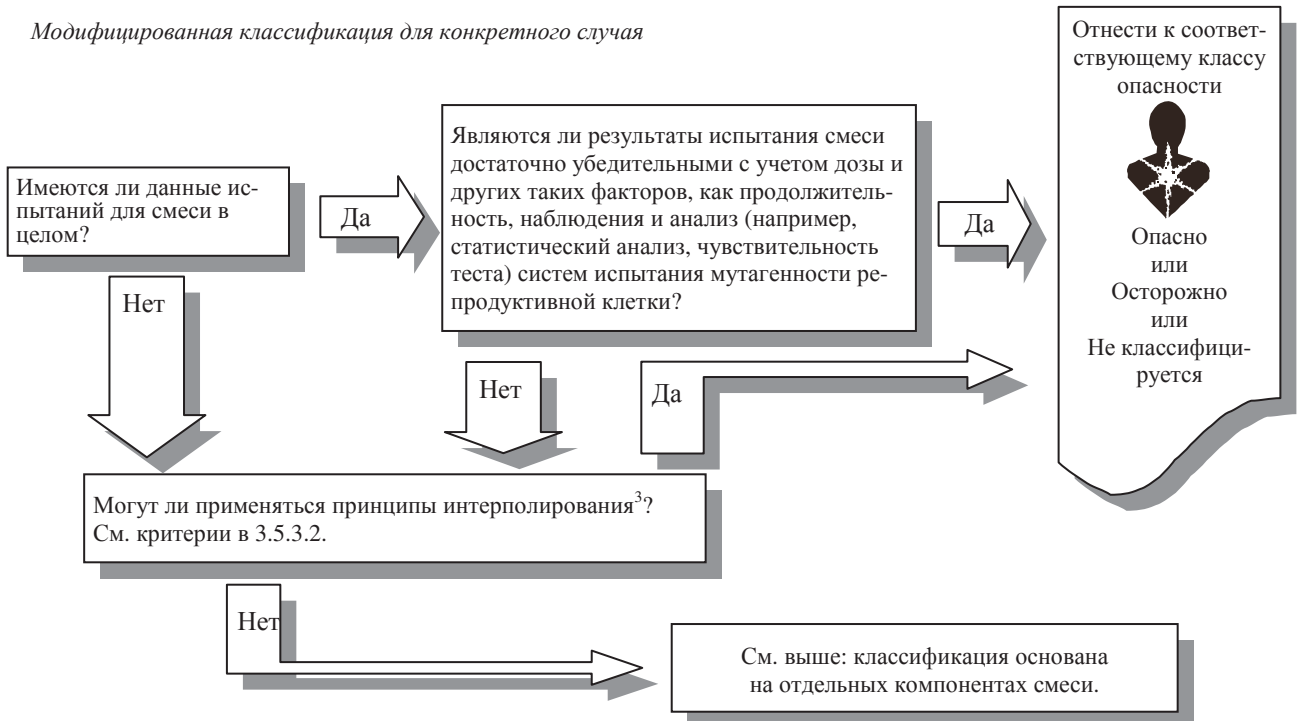 Модифицированная классификация для конкретного случая
Имеются ли данные ис-
пытаний для смеси в
целом?
Да
Являются ли результаты испытания смеси
достаточно убедительными с учетом дозы и
других таких факторов, как продолжитель-
ность, наблюдения и анализ (например,
статистический анализ, чувствительность
теста) систем испытания мутагенности ре-
продуктивной клетки?
Да
Отнести к соответ-
ствующему классу
опасности
Опасно
или
Осторожно
или
Не классифици-
руется
Нет
Нет
Да
Могут ли применяться принципы интерполирования³?
См. критерии в 3.5.3.2.
Нет
См. выше: классификация основана
на отдельных компонентах смеси.